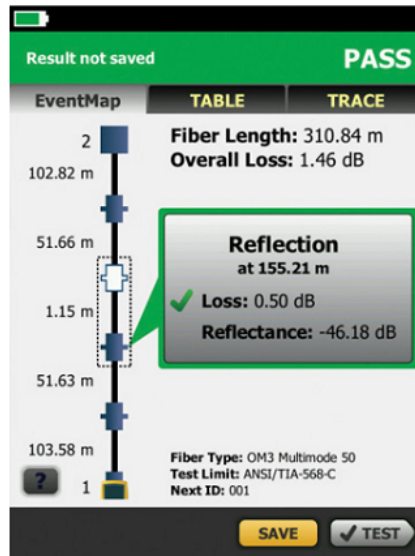 Result not saved
PASS
EventMap
TABLE
TRACE
2
Fiber Length: 310.84 m
Overall Loss: 1.46 dB
102.82 m
51.66 m
Reflection
at 155.21 m
Loss: 0.50 dB
1.15 m
Reflectance: -46.18 dB
51.63 m
103.58 m
Fiber Type: OM3 Multimode 50
Test Limit: ANSI/TIA-568-C
Next ID: 001
?
1
SAVE
TEST